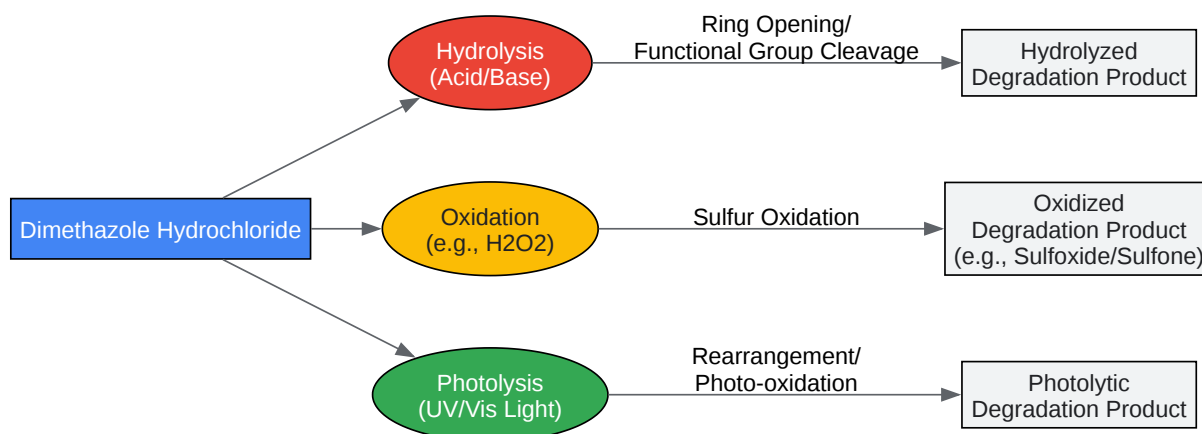 Hydrolysis
(Acid/Base)
Ring Opening/
Functional Group Cleavage
Hydrolyzed
Degradation Product
Dimethazole Hydrochloride
Oxidation
(e.g., H2O2)
Sulfur Oxidation
Oxidized
Degradation Product
(e.g., Sulfoxide/Sulfone)
Photolysis
(UV/Vis Light)
Rearrangement/
Photo-oxidation
Photolytic
Degradation Product